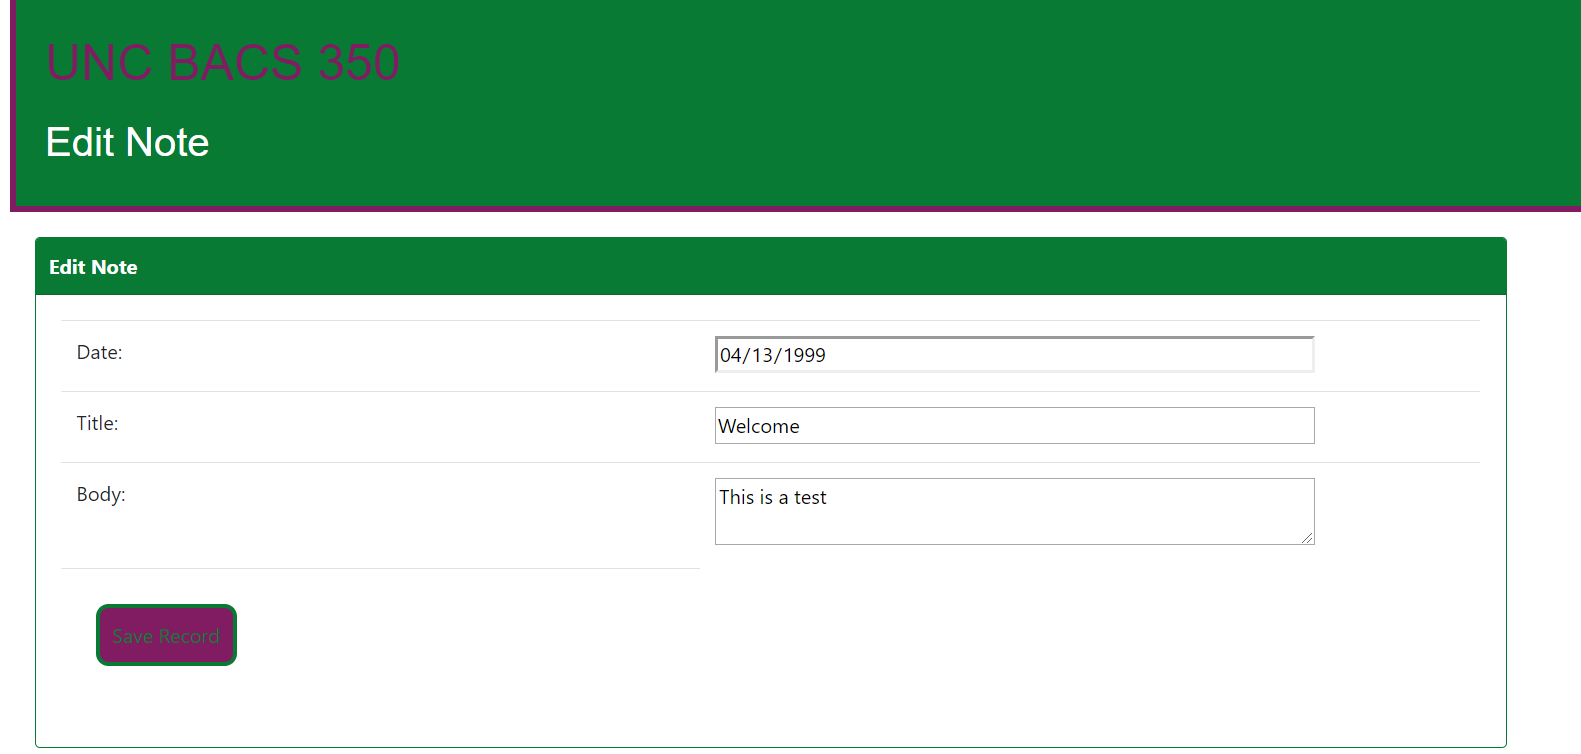 UNC BACS 350
Edit Note
Edit Note
Date: 04/13/1999
Title: Welcome
Body: This is a test
Save Record